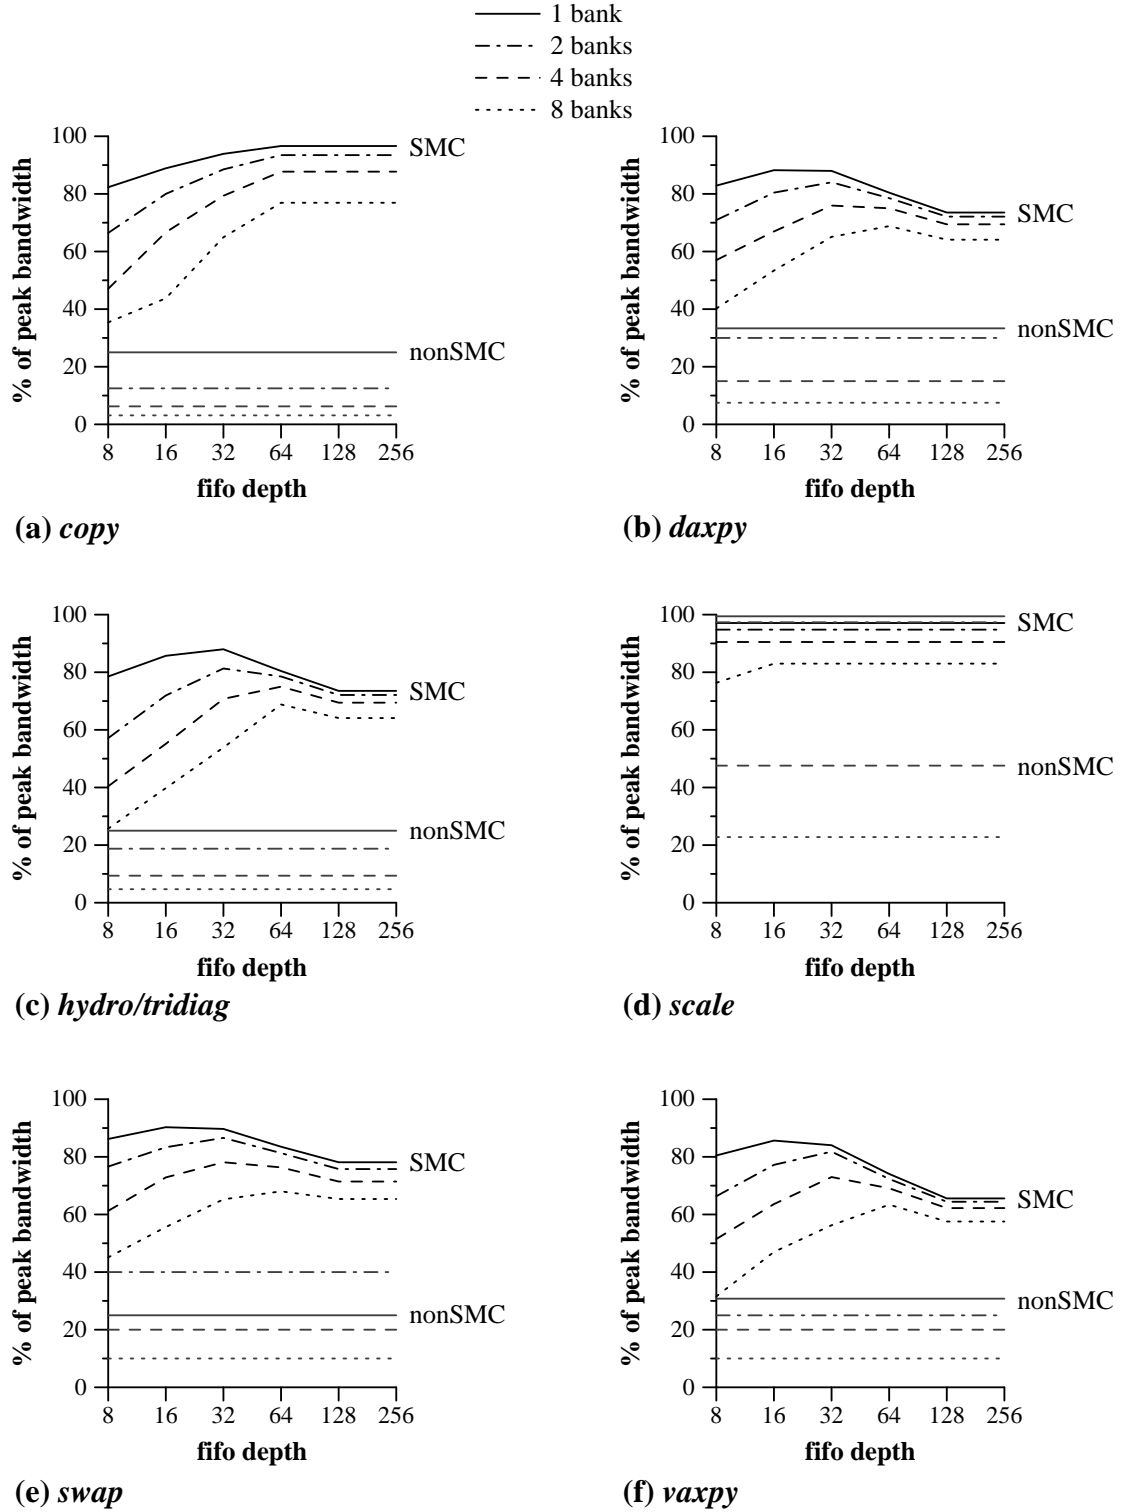 1 bank
2 banks
4 banks
8 banks
100
80
60
40
20
0
% of peak bandwidth
SMC
nonSMC
8 16 32 64 128 256
fifo depth
(a) copy
100
80
60
40
20
0
% of peak bandwidth
SMC
nonSMC
8 16 32 64 128 256
fifo depth
(b) daxpy
100
80
60
40
20
0
% of peak bandwidth
SMC
nonSMC
8 16 32 64 128 256
fifo depth
(c) hydro/tridiag
100
80
60
40
20
0
% of peak bandwidth
SMC
nonSMC
8 16 32 64 128 256
fifo depth
(d) scale
100
80
60
40
20
0
% of peak bandwidth
SMC
nonSMC
8 16 32 64 128 256
fifo depth
(e) swap
100
80
60
40
20
0
% of peak bandwidth
SMC
nonSMC
8 16 32 64 128 256
fifo depth
(f) vaxpy